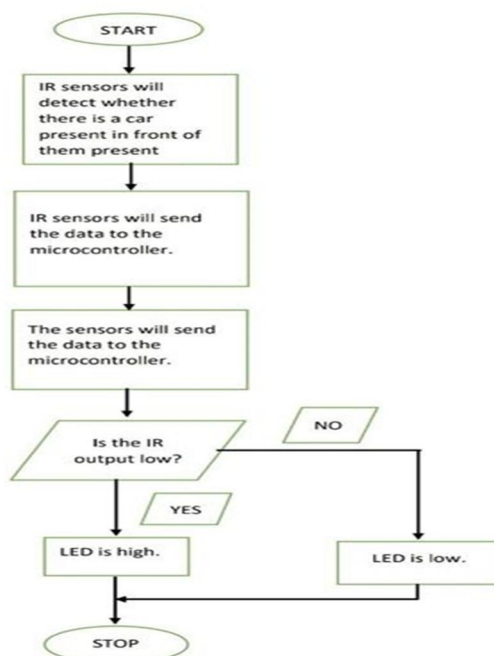 START
IR sensors will
detect whether
there is a car
present in front of
them present
IR sensors will send
the data to the
microcontroller.
The sensors will send
the data to the
microcontroller.
Is the IR
output low?
NO
YES
LED is high.
LED is low.
STOP